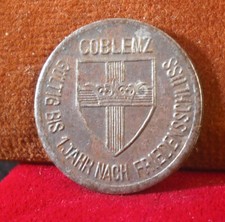 COBLENZ
GÜLTIG BIS 1 JAHR NACH FRIEDENSSCHLUSS